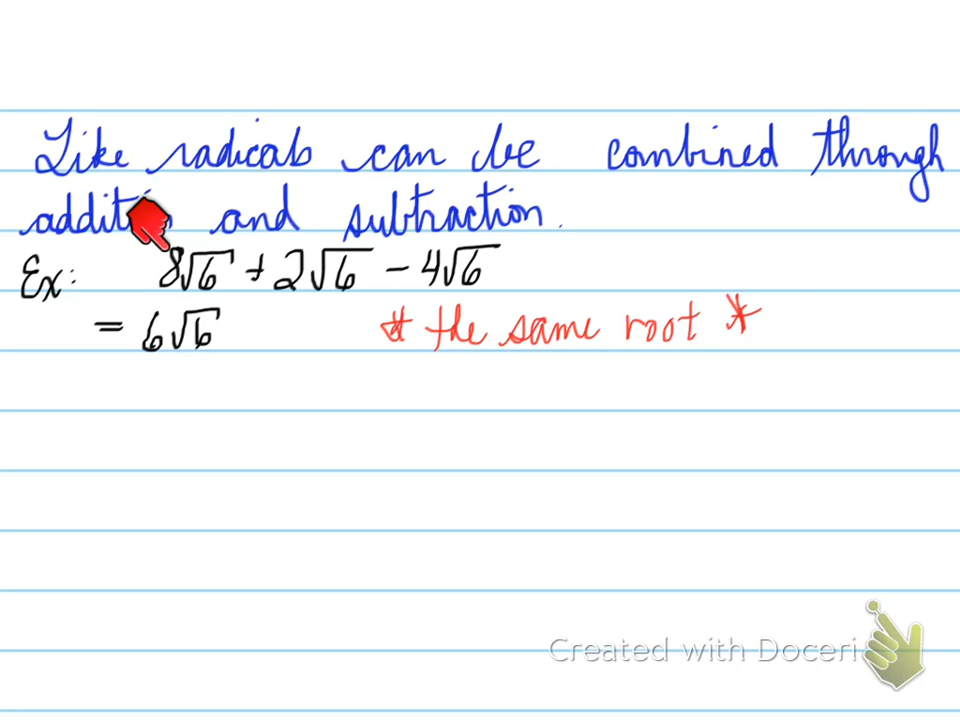 Like radicals can be combined through
addition and subtraction.
Ex: 8√6 + 2√6 - 4√6
= 6√6 * the same root *
Created with Doceri